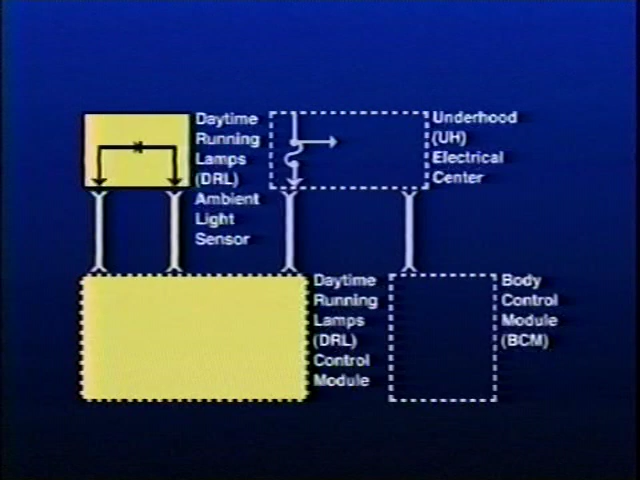 Daytime
Running
Lamps
(DRL)
Ambient
Light
Sensor
Underhood
(UH)
Electrical
Center
Daytime
Running
Lamps
(DRL)
Control
Module
Body
Control
Module
(BCM)